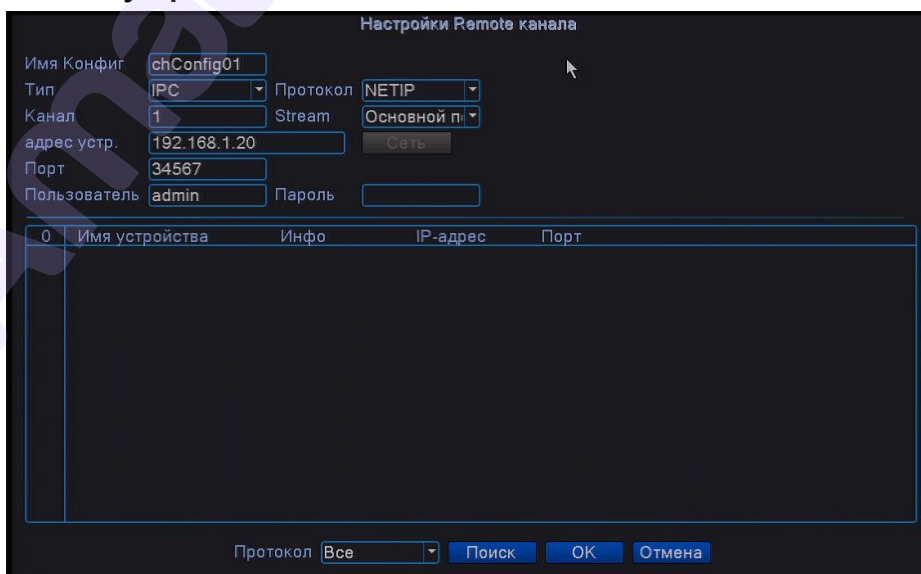 Настройки Remote канала
Имя Конфиг chConfig01
Тип IPC Протокол NETIP
Канал 1 Stream Основной п
адрес устр. 192.168.1.20 Сеть
Порт 34567
Пользователь admin Пароль
0 Имя устройства Инфо IP-адрес Порт
Протокол Все Поиск OK Отмена